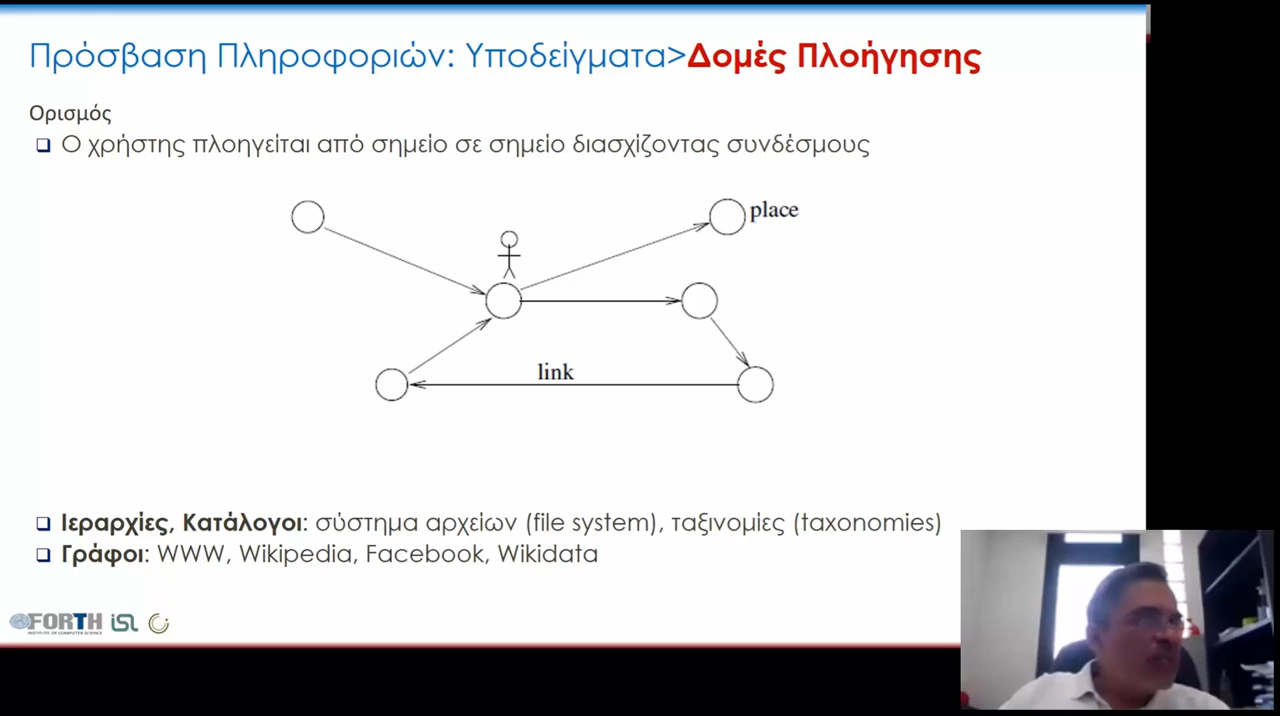 Πρόσβαση Πληροφοριών: Υποδείγματα>Δομές Πλοήγησης
Ορισμός
Ο χρήστης πλοηγείται από σημείο σε σημείο διασχίζοντας συνδέσμους
place
link
Ιεραρχίες, Κατάλογοι: σύστημα αρχείων (file system), ταξινομίες (taxonomies)
Γράφοι: WWW, Wikipedia, Facebook, Wikidata
FORTH
INSTITUTE OF COMPUTER SCIENCE
isl